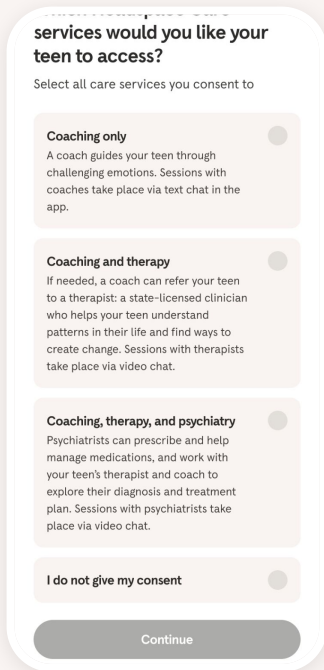 services would you like your
teen to access?
Select all care services you consent to
Coaching only
A coach guides your teen through
challenging emotions. Sessions with
coaches take place via text chat in the
app.
Coaching and therapy
If needed, a coach can refer your teen
to a therapist: a state-licensed clinician
who helps your teen understand
patterns in their life and find ways to
create change. Sessions with therapists
take place via video chat.
Coaching, therapy, and psychiatry
Psychiatrists can prescribe and help
manage medications, and work with
your teen's therapist and coach to
explore their diagnosis and treatment
plan. Sessions with psychiatrists take
place via video chat.
I do not give my consent
Continue